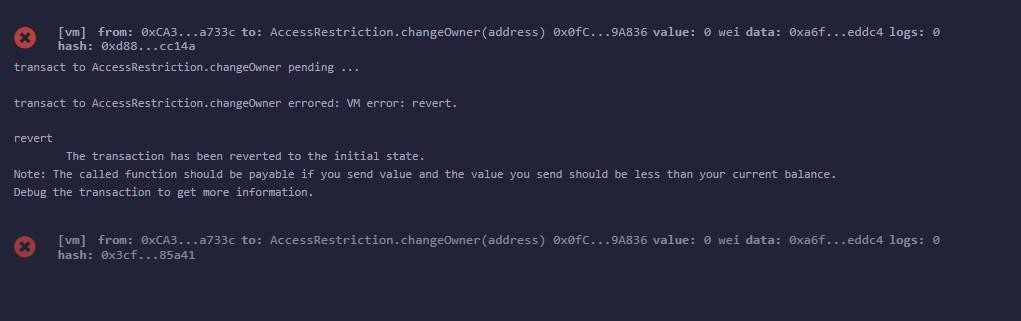 [vm] from: 0xCA3...a733c to: AccessRestriction.changeOwner(address) 0x0fC...9A836 value: 0 wei data: 0xa6f...eddc4 logs: 0
hash: 0xd88...cc14a
transact to AccessRestriction.changeOwner pending ...
transact to AccessRestriction.changeOwner errored: VM error: revert.
revert
The transaction has been reverted to the initial state.
Note: The called function should be payable if you send value and the value you send should be less than your current balance.
Debug the transaction to get more information.
[vm] from: 0xCA3...a733c to: AccessRestriction.changeOwner(address) 0x0fC...9A836 value: 0 wei data: 0xa6f...eddc4 logs: 0
hash: 0x3cf...85a41